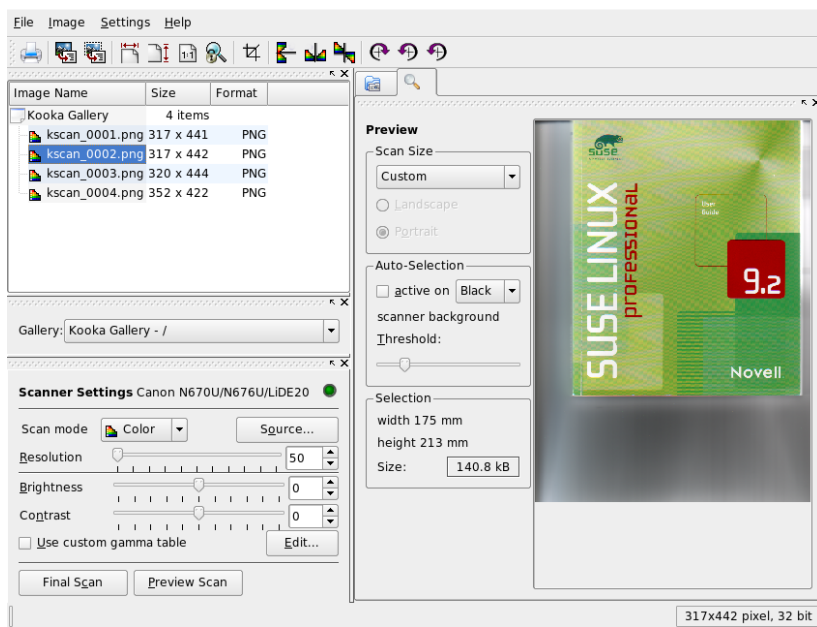 File Image Settings Help
1:1
Image Name Size Format
Kooka Gallery 4 items
kscan_0001.png 317 x 441 PNG
kscan_0002.png 317 x 442 PNG
kscan_0003.png 320 x 444 PNG
kscan_0004.png 352 x 422 PNG
Gallery: Kooka Gallery - /
Scanner Settings Canon N670U/N676U/LiDE20
Scan mode Color Source...
Resolution 50
Brightness 0
Contrast 0
Use custom gamma table Edit...
Final Scan Preview Scan
Preview
Scan Size
Custom
Landscape
Portrait
Auto-Selection
active on Black
scanner background
Threshold:
Selection
width 175 mm
height 213 mm
Size: 140.8 kB
SUSE
SUSE LINUX
professional
User
Guide
9.2
Novell
317x442 pixel, 32 bit